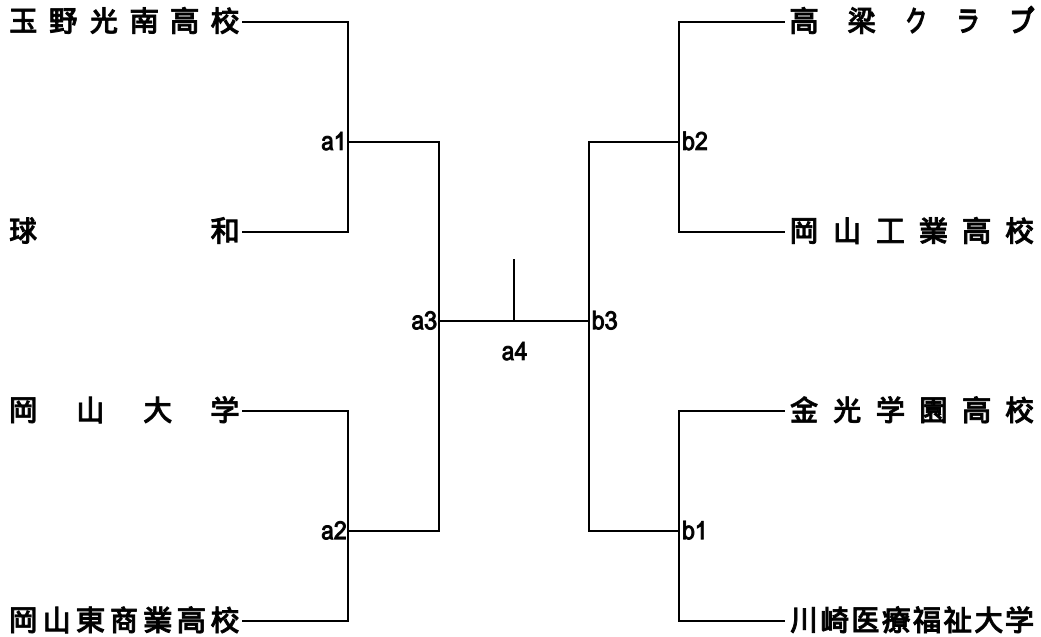 玉野光南高校
高梁クラブ
a1
b2
球和
岡山工業高校
a3
b3
a4
岡山大学
金光学園高校
a2
b1
岡山東商業高校
川崎医療福祉大学